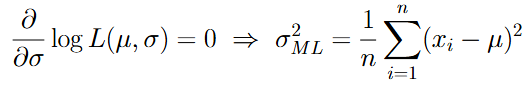 ∂/∂σ log L(μ, σ) = 0 ⇒ σ²_ML = 1/n ∑_{i=1}^{n} (x_i − μ)²